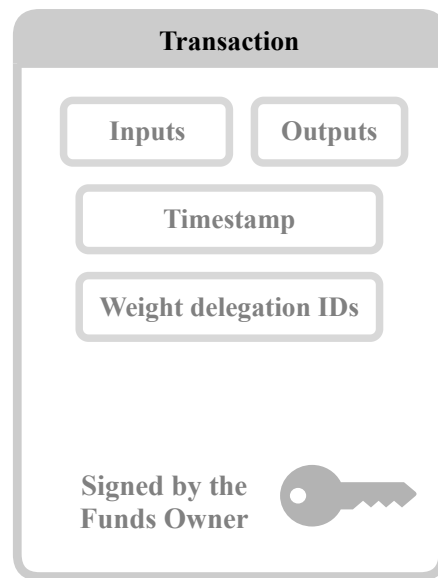 Transaction
Inputs Outputs
Timestamp
Weight delegation IDs
Signed by the
Funds Owner